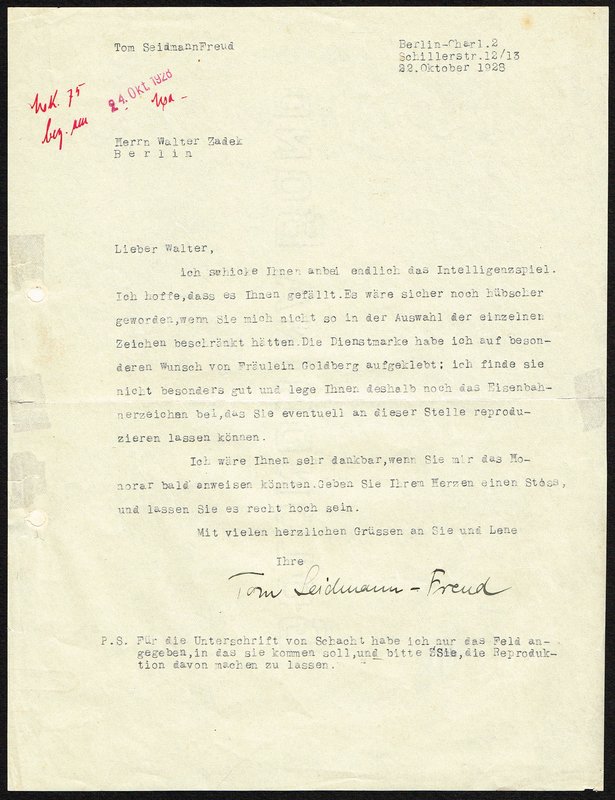 Tom SeidmannFreud
Berlin-Charl.2
Schillerstr.12/13
22.Oktober 1928
24. Okt. 1928
75
Herrn Walter Zadek
B e r l i n
Lieber Walter,
ich schicke Ihnen anbei endlich das Intelligenzspiel.
Ich hoffe,dass es Ihnen gefällt.Es wäre sicher noch hübscher
geworden,wenn Sie mich nicht so in der Auswahl der einzelnen
Zeichen beschränkt hätten.Die Dienstmarke habe ich auf beson-
deren Wunsch von Fräulein Goldberg aufgeklebt; ich finde sie
nicht besonders gut und lege Ihnen deshalb noch das Eisenbah-
nerzeichen bei,das Sie eventuell an dieser Stelle reprodu-
zieren lassen können.
Ich wäre Ihnen sehr dankbar,wenn Sie mir das Ho-
norar bald anweisen könnten.Geben Sie Ihrem Herzen einen Stoss,
und lassen Sie es recht hoch sein.
Mit vielen herzlichen Grüssen an Sie und Lene
Ihre
Tom Seidmann-Freud
P.S. Für die Unterschrift von Schacht habe ich nur das Feld an-
gegeben,in das sie kommen soll,und bitte Sie,die Reproduk-
tion davon machen zu lassen.